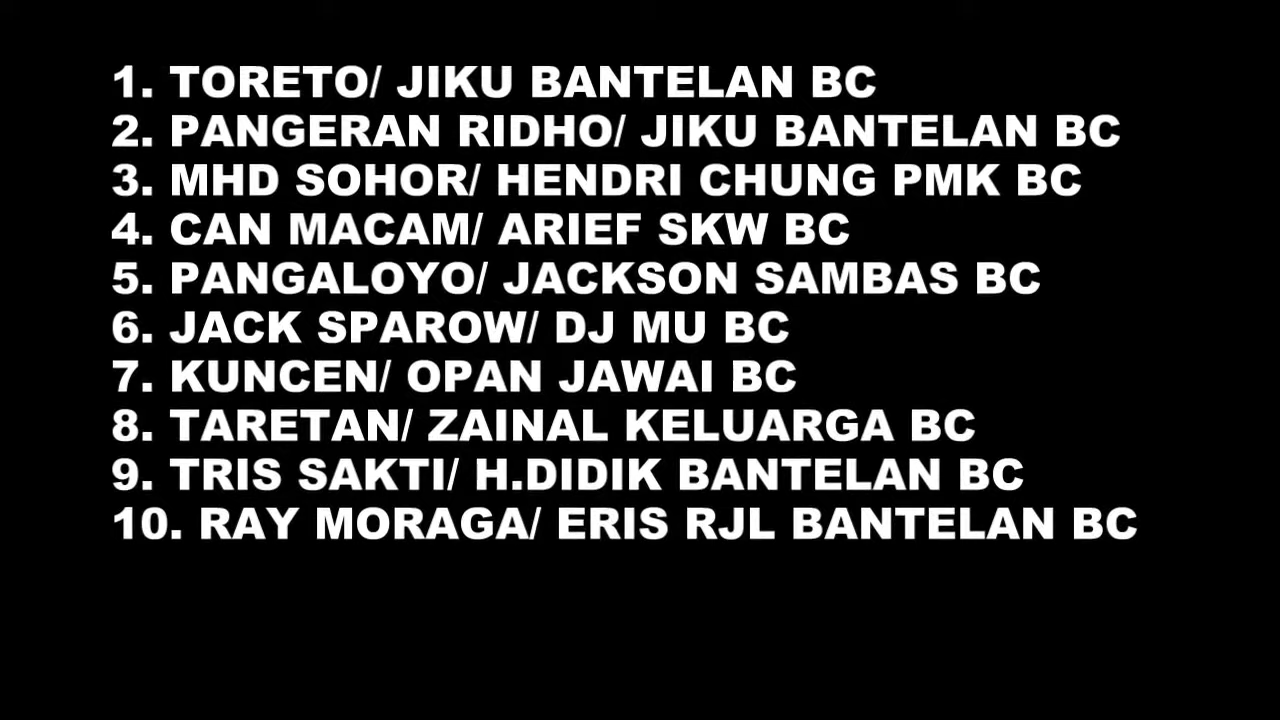 1. TORETO/ JIKU BANTELAN BC
2. PANGERAN RIDHO/ JIKU BANTELAN BC
3. MHD SOHOR/ HENDRI CHUNG PMK BC
4. CAN MACAM/ ARIEF SKW BC
5. PANGALOYO/ JACKSON SAMBAS BC
6. JACK SPAROW/ DJ MU BC
7. KUNCEN/ OPAN JAWAI BC
8. TARETAN/ ZAINAL KELUARGA BC
9. TRIS SAKTI/ H.DIDIK BANTELAN BC
10. RAY MORAGA/ ERIS RJL BANTELAN BC